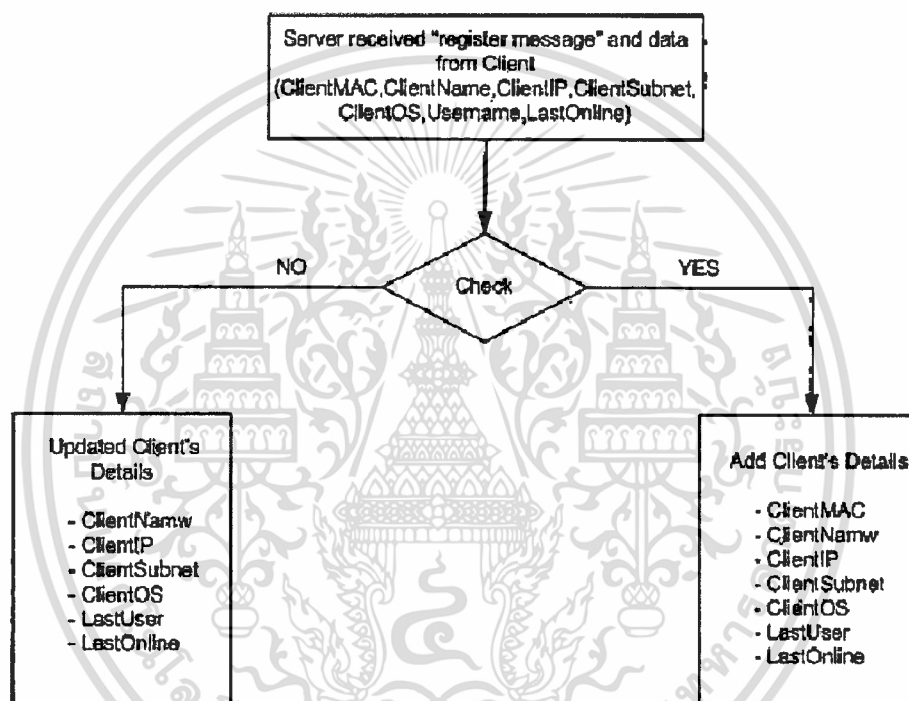 Server received "register message" and data
from Client
(ClientMAC,ClientName,ClientIP,ClientSubnet,
ClientOS,Username,LastOnline)
Check
NO
YES
Updated Client's
Details
- ClientNamw
- ClientIP
- ClientSubnet
- ClientOS
- LastUser
- LastOnline
Add Client's Details
- ClientMAC
- ClientNamw
- ClientIP
- ClientSubnet
- ClientOS
- LastUser
- LastOnline